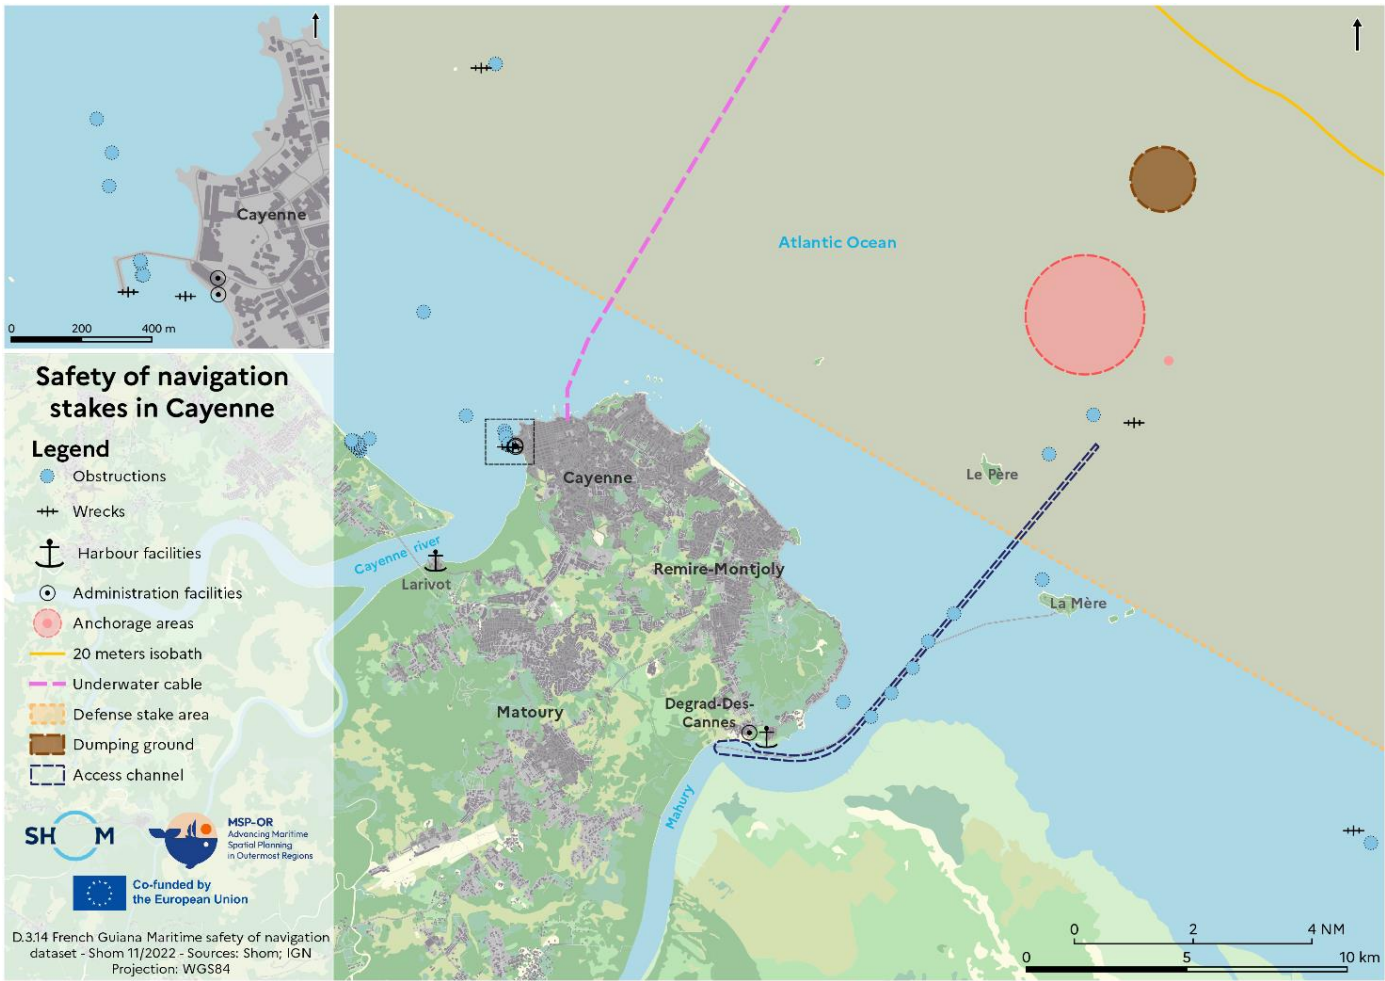 Cayenne
0 200 400 m
Safety of navigation
stakes in Cayenne
Legend
Obstructions
Wrecks
Harbour facilities
Administration facilities
Anchorage areas
20 meters isobath
Underwater cable
Defense stake area
Dumping ground
Access channel
SHOM
MSP-OR
Advancing Maritime
Spatial Planning
in Outermost Regions
Co-funded by
the European Union
D.3.14 French Guiana Maritime safety of navigation
dataset - Shom 11/2022 - Sources: Shom; IGN
Projection: WGS84
Atlantic Ocean
Le Père
Cayenne
Cayenne river
Larivot
Remire-Montjoly
La Mère
Matoury
Degrad-Des-
Cannes
Mahury
0 2 4 NM
0 5 10 km